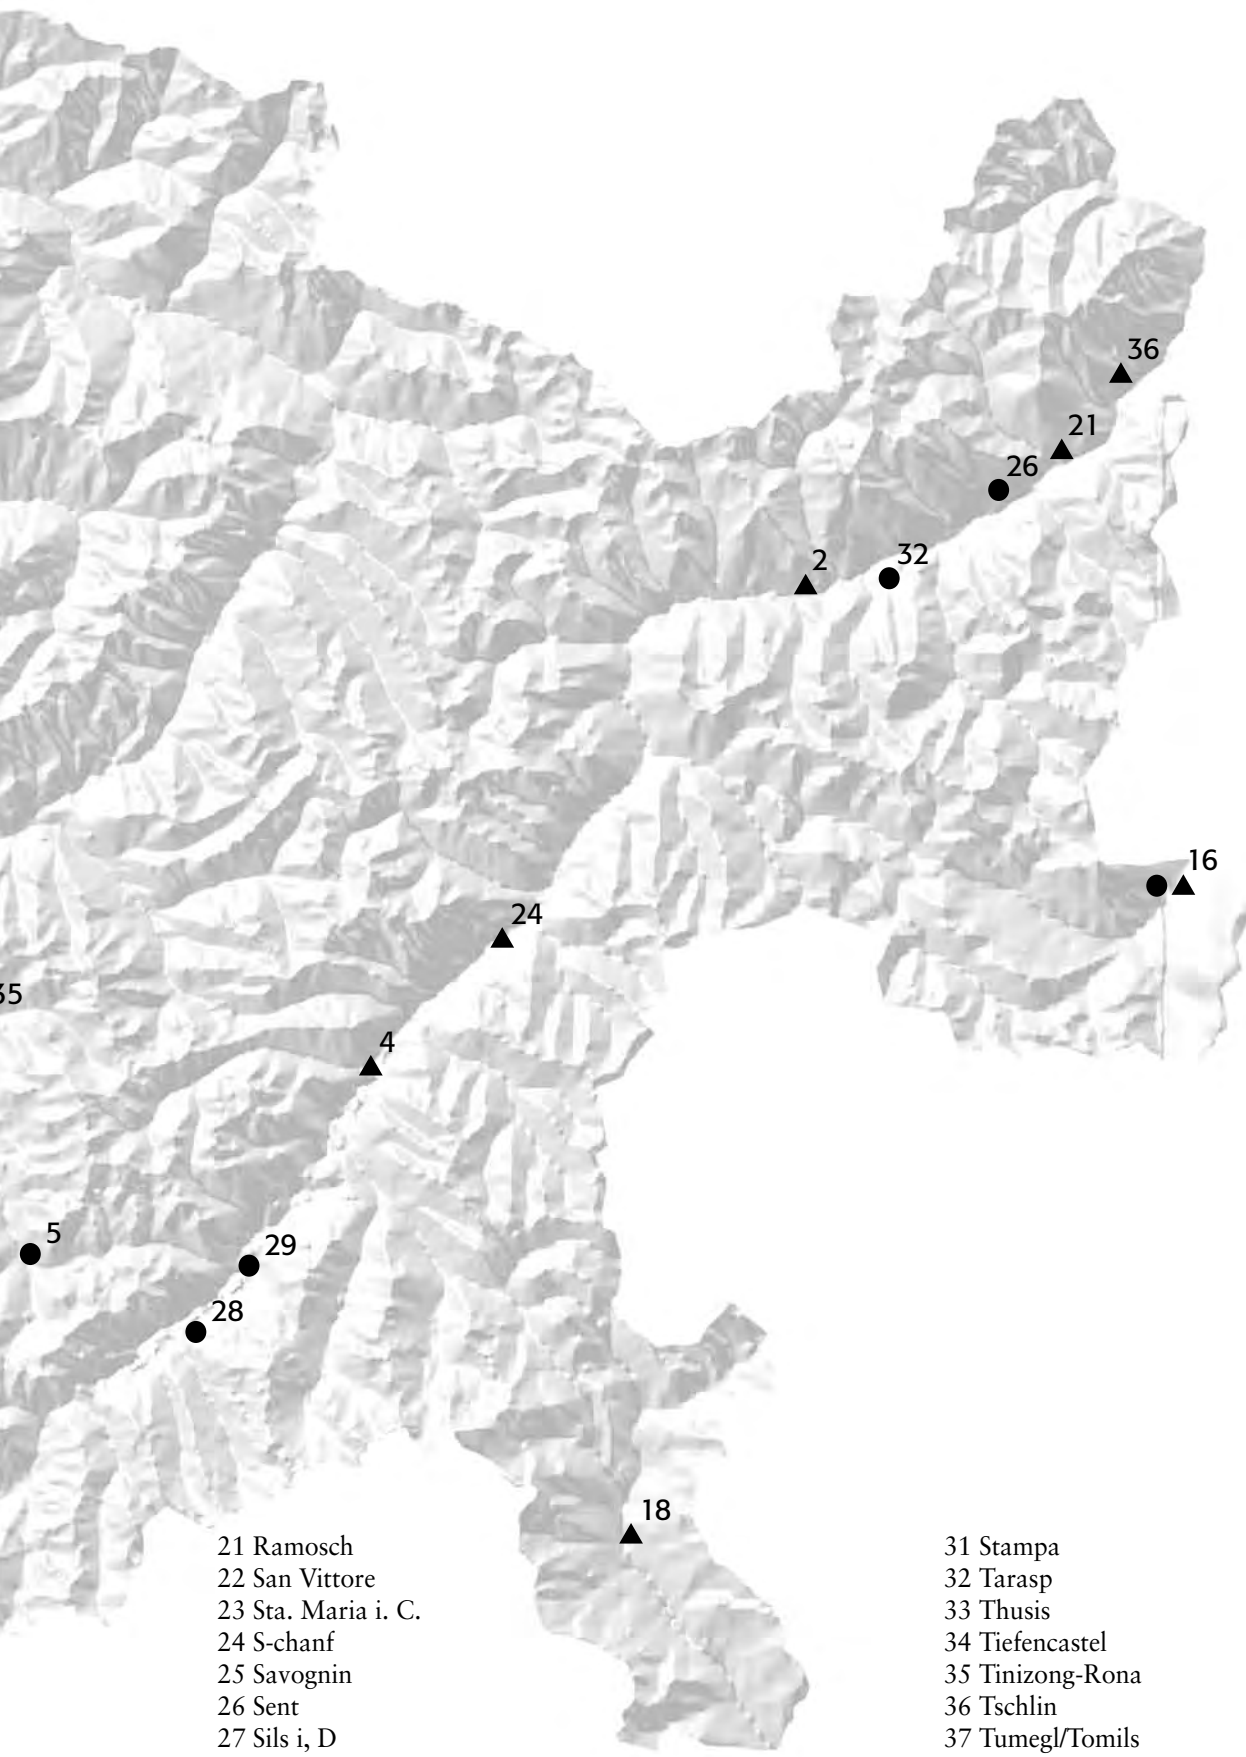 36
21
26
2
32
16
24
35
4
5
29
28
18
21 Ramosch
22 San Vittore
23 Sta. Maria i. C.
24 S-chanf
25 Savognin
26 Sent
27 Sils i, D
31 Stampa
32 Tarasp
33 Thusis
34 Tiefencastel
35 Tinizong-Rona
36 Tschlin
37 Tumegl/Tomils